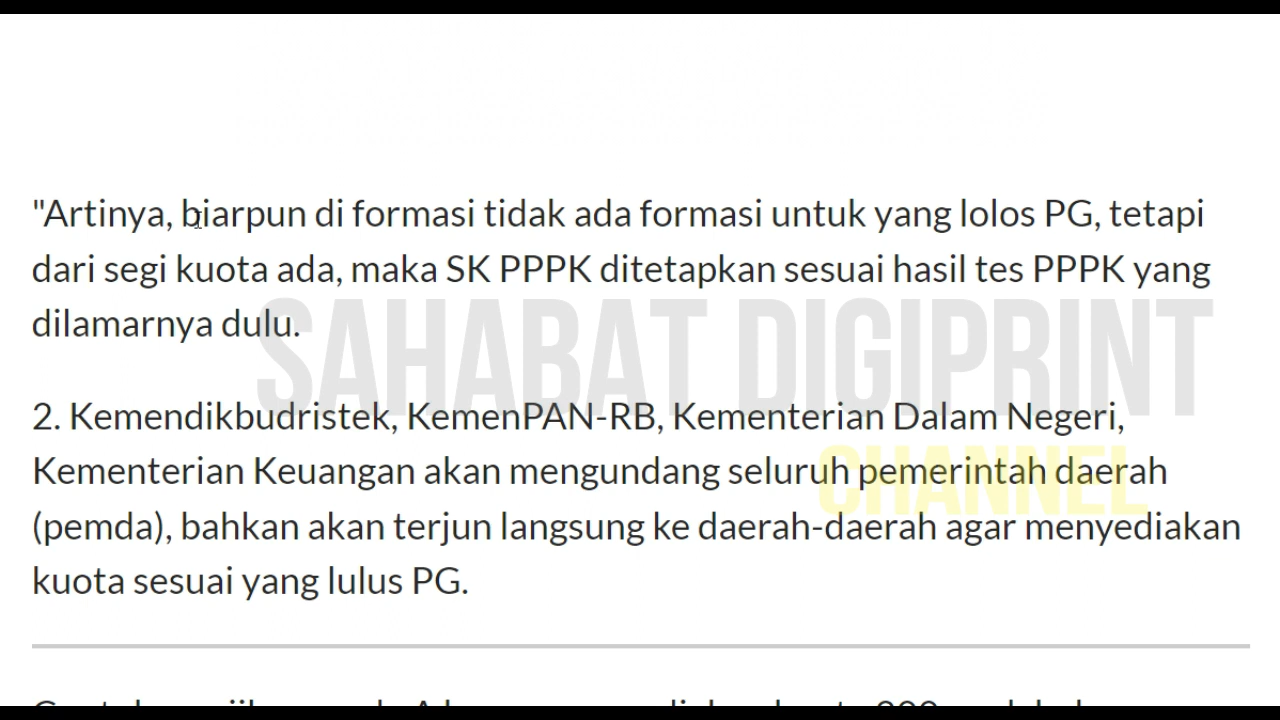 "Artinya, biarpun di formasi tidak ada formasi untuk yang lolos PG, tetapi
dari segi kuota ada, maka SK PPPK ditetapkan sesuai hasil tes PPPK yang
dilamarnya dulu.
SAHABAT DIGIPRINT
2. Kemendikbudristek, KemenPAN-RB, Kementerian Dalam Negeri,
Kementerian Keuangan akan mengundang seluruh pemerintah daerah
CHANNEL
(pemda), bahkan akan terjun langsung ke daerah-daerah agar menyediakan
kuota sesuai yang lulus PG.